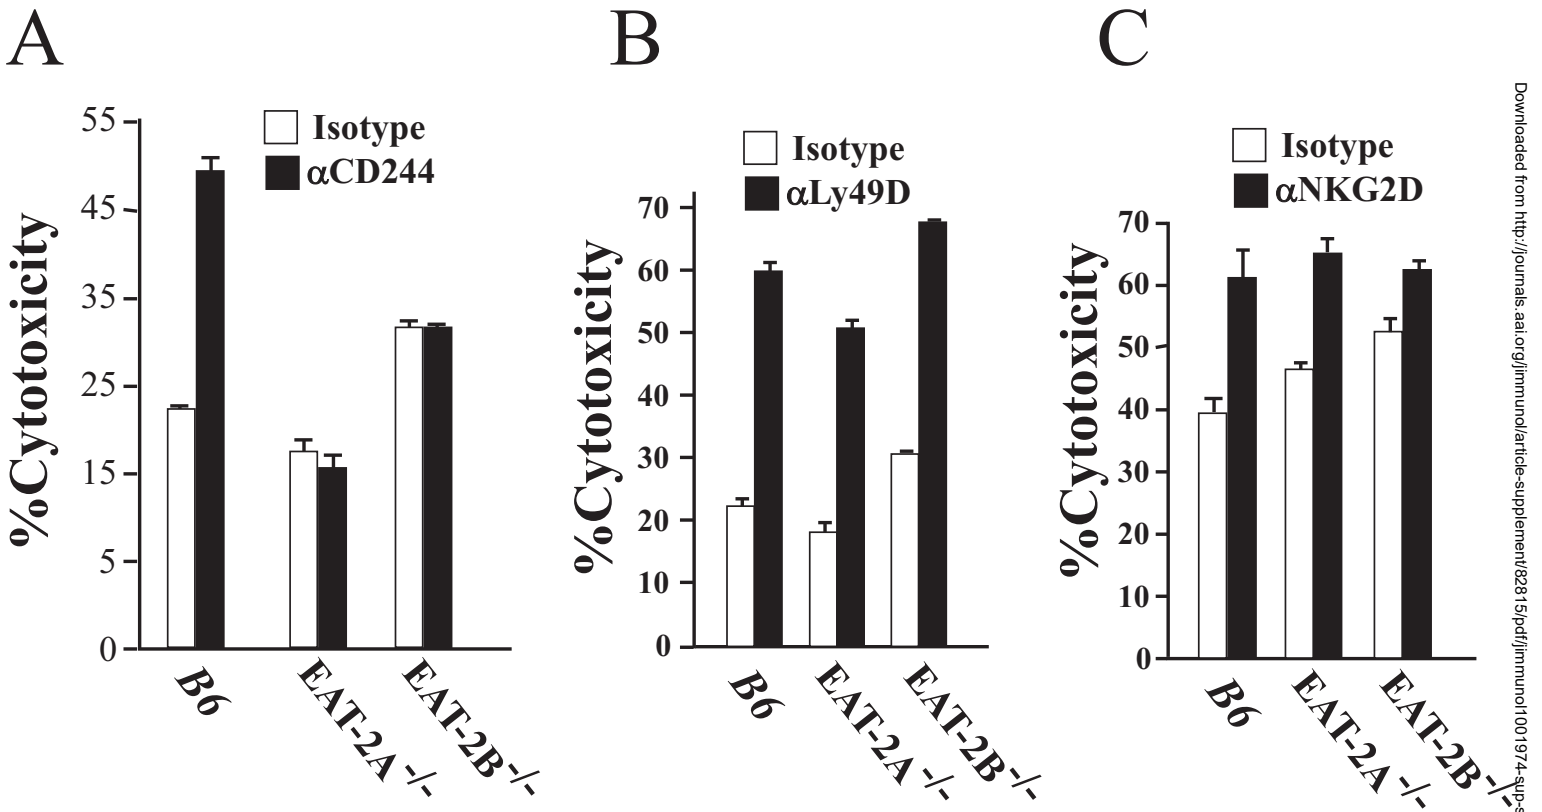 A
55
45
35
25
15
5
0
%Cytotoxicity
Isotype
αCD244
B6
EAT-2A-/-
EAT-2B-/-
B
70
60
50
40
30
20
10
0
%Cytotoxicity
Isotype
αLy49D
B6
EAT-2A-/-
EAT-2B-/-
C
70
60
50
40
30
20
10
0
%Cytotoxicity
Isotype
αNKG2D
B6
EAT-2A-/-
EAT-2B-/-
Downloaded from http://journals.aai.org/jimmunol/article-supplement/82815/pdf/jimmunol1001974-sup-s